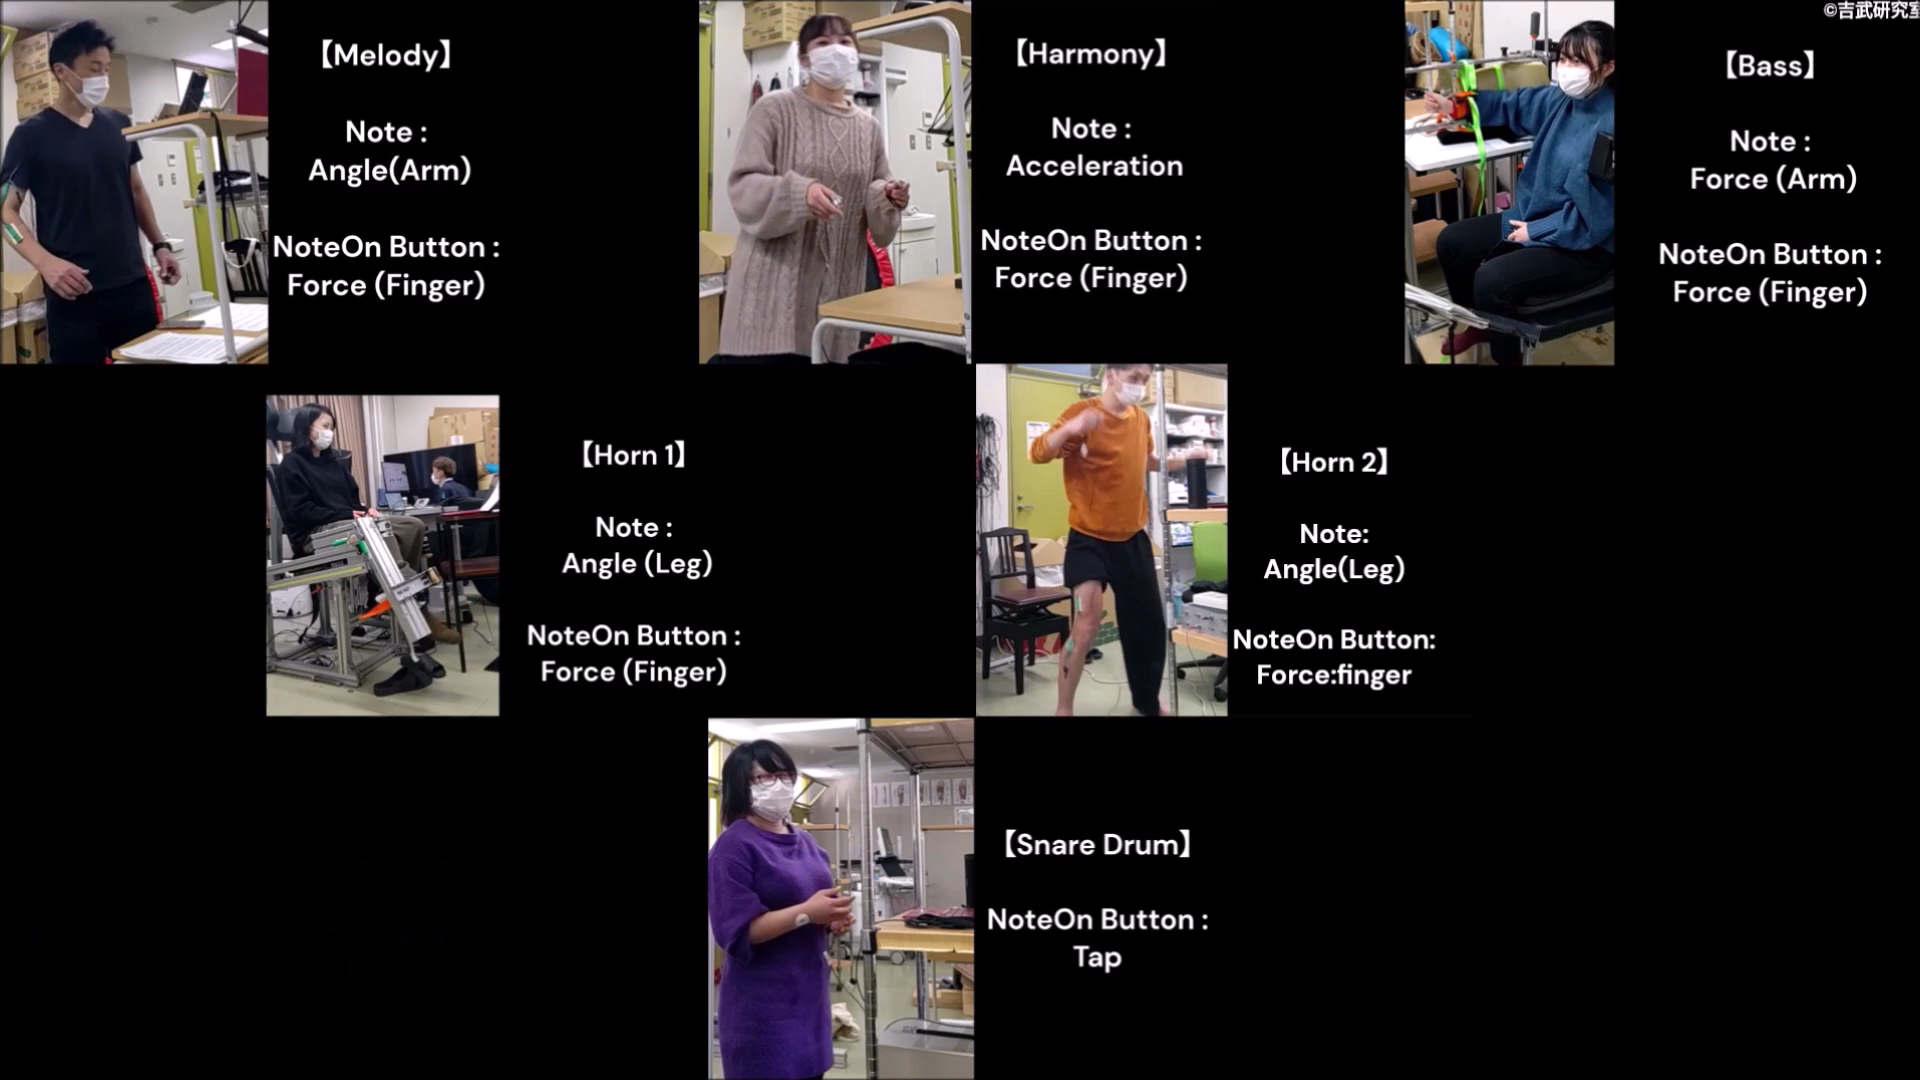 ©吉武研究室
【Melody】
Note :
Angle(Arm)
NoteOn Button :
Force (Finger)
【Harmony】
Note :
Acceleration
NoteOn Button :
Force (Finger)
【Bass】
Note :
Force (Arm)
NoteOn Button :
Force (Finger)
【Horn 1】
Note :
Angle (Leg)
NoteOn Button :
Force (Finger)
【Horn 2】
Note:
Angle(Leg)
NoteOn Button:
Force:finger
【Snare Drum】
NoteOn Button :
Tap